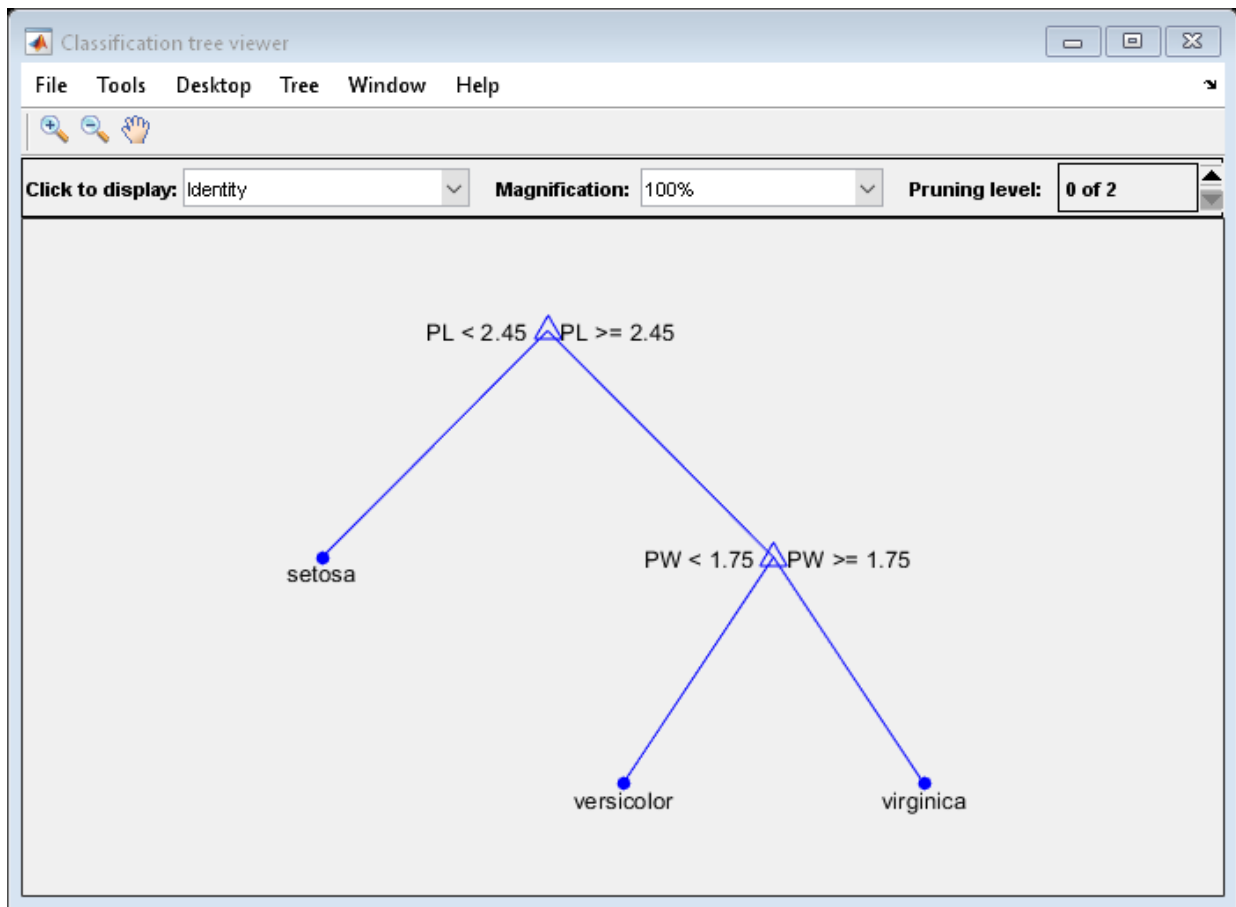 Classification tree viewer
File Tools Desktop Tree Window Help
Click to display: Identity Magnification: 100% Pruning level: 0 of 2
PL < 2.45 PL >= 2.45
setosa
PW < 1.75 PW >= 1.75
versicolor virginica